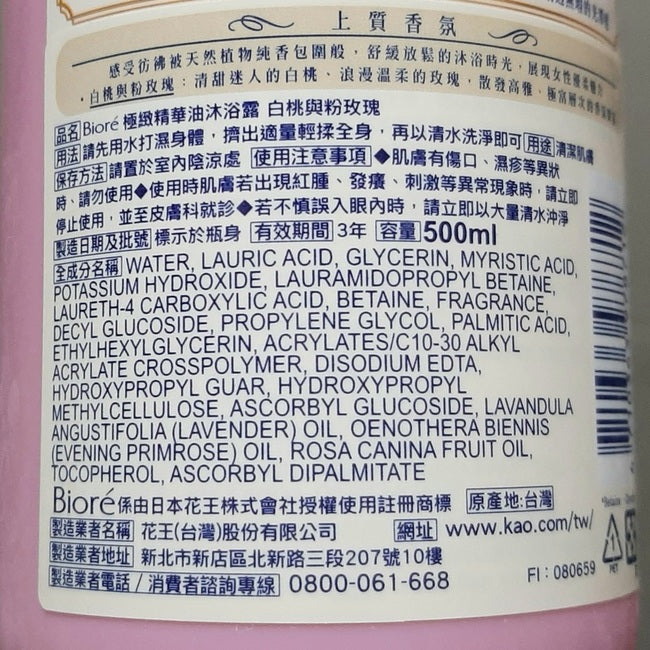 上質香氛
感受彷彿被天然植物純香包圍般，舒緩放鬆的沐浴時光，展現女性優柔體香
·白桃與粉玫瑰：清甜迷人的白桃、浪漫溫柔的玫瑰，散發高雅、極富層次的
品名 Bioré 極緻精華油沐浴露 白桃與粉玫瑰
用法 請先用水打濕身體，擠出適量輕揉全身，再以清水洗淨即可 用途 清潔肌膚
保存方法 請置於室內陰涼處 使用注意事項 ◆肌膚有傷口、濕疹等異狀
時、請勿使用◆使用時肌膚若出現紅腫、發癢、刺激等異常現象時，請立即
停止使用，並至皮膚科就診◆若不慎誤入眼內時，請立即以大量清水沖淨
製造日期及批號 標示於瓶身 有效期間 3年 容量 500ml
全成分名稱 WATER, LAURIC ACID, GLYCERIN, MYRISTIC ACID,
POTASSIUM HYDROXIDE, LAURAMIDOPROPYL BETAINE,
LAURETH-4 CARBOXYLIC ACID, BETAINE, FRAGRANCE,
DECYL GLUCOSIDE, PROPYLENE GLYCOL, PALMITIC ACID,
ETHYLHEXYLGLYCERIN, ACRYLATES/C10-30 ALKYL
ACRYLATE CROSSPOLYMER, DISODIUM EDTA,
HYDROXYPROPYL GUAR, HYDROXYPROPYL
METHYLCELLULOSE, ASCORBYL GLUCOSIDE, LAVANDULA
ANGUSTIFOLIA (LAVENDER) OIL, OENOTHERA BIENNIS
(EVENING PRIMROSE) OIL, ROSA CANINA FRUIT OIL,
TOCOPHEROL, ASCORBYL DIPALMITATE
Bioré係由日本花王株式會社授權使用註冊商標 原產地:台灣
製造業者名稱 花王(台灣)股份有限公司 網址 www.kao.com/tw/
製造業者地址 新北市新店區北新路三段207號10樓
製造業者電話 / 消費者諮詢專線 0800-061-668
FI : 080659
1
PET